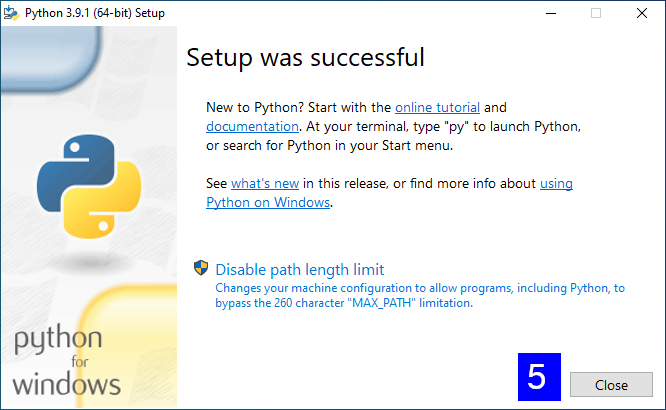 Python 3.9.1 (64-bit) Setup
Setup was successful
New to Python? Start with the online tutorial and
documentation. At your terminal, type "py" to launch Python,
or search for Python in your Start menu.
See what's new in this release, or find more info about using
Python on Windows.
Disable path length limit
Changes your machine configuration to allow programs, including Python, to
bypass the 260 character "MAX_PATH" limitation.
python
for
windows
5
Close